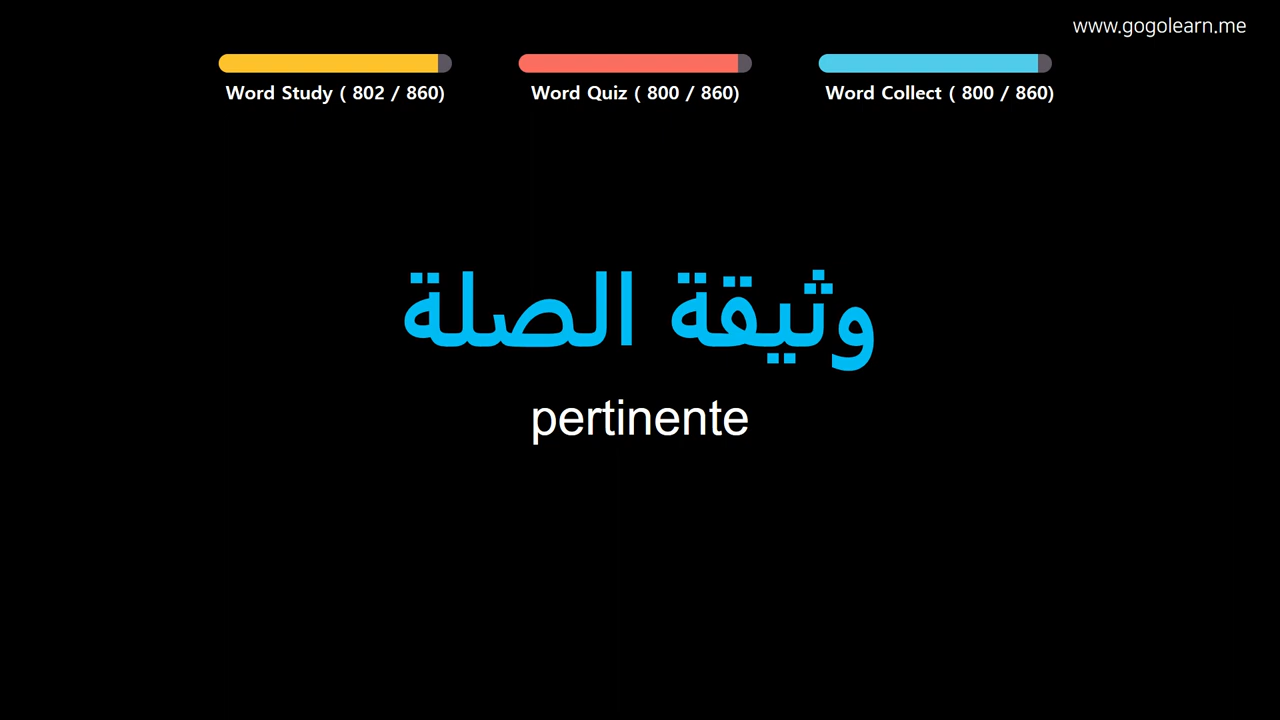 www.gogolearn.me
Word Study ( 802 / 860)
Word Quiz ( 800 / 860)
Word Collect ( 800 / 860)
وثيقة الصلة
pertinente